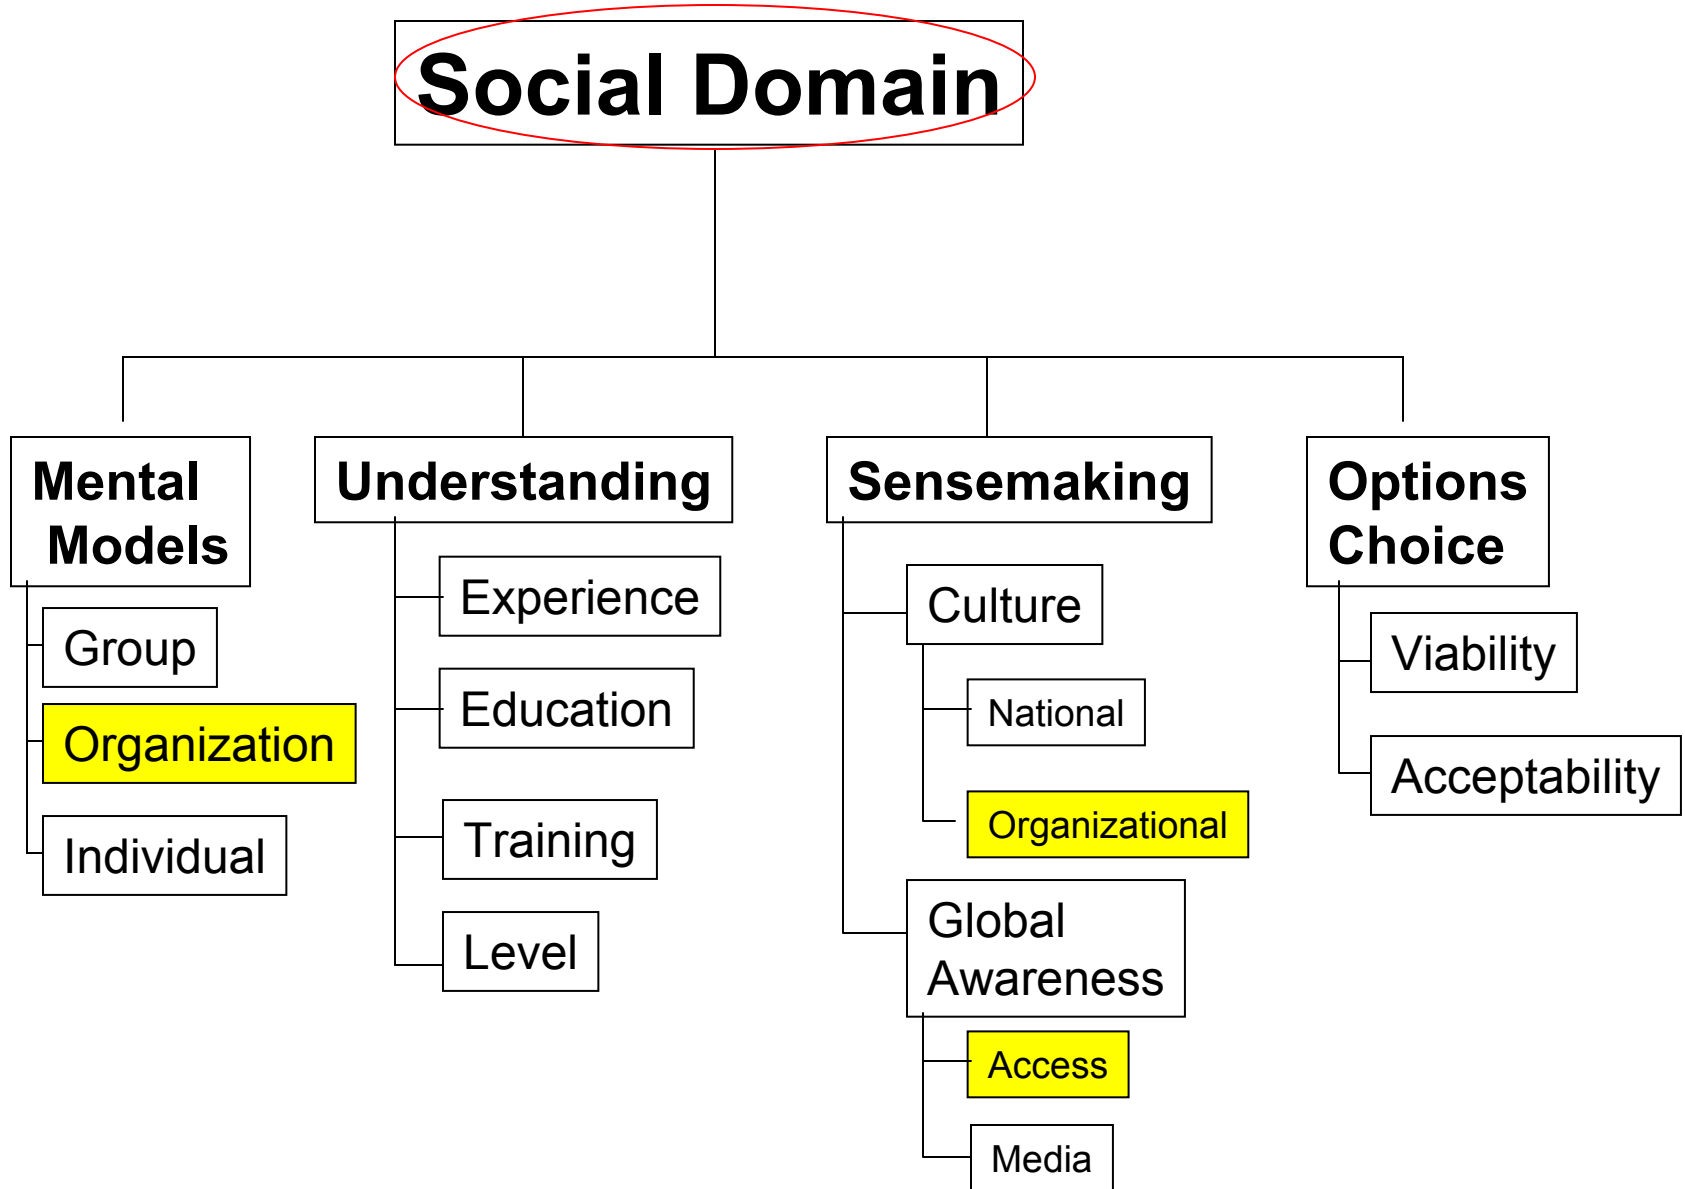 Social Domain
Mental
Models
Group
Organization
Individual
Understanding
Experience
Education
Training
Level
Sensemaking
Culture
National
Organizational
Global
Awareness
Access
Media
Options
Choice
Viability
Acceptability